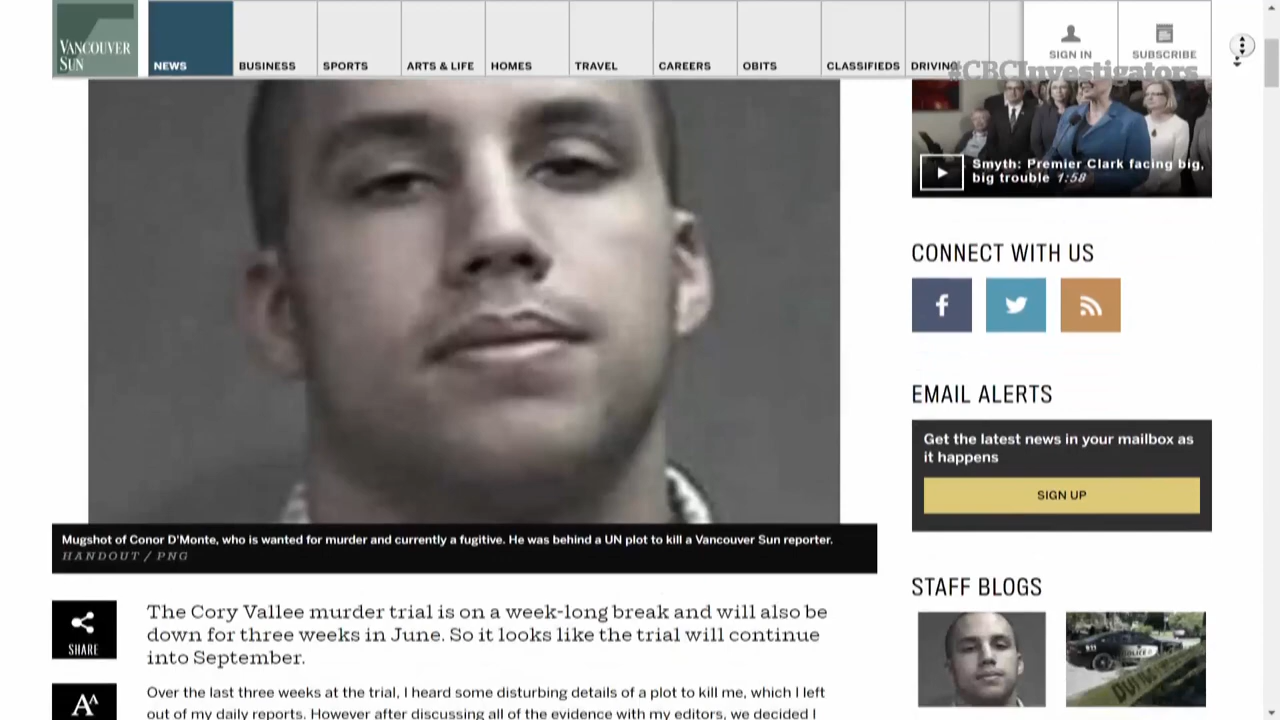 VANCOUVER
SUN
NEWS
BUSINESS
SPORTS
ARTS & LIFE
HOMES
TRAVEL
CAREERS
OBITS
CLASSIFIEDS
DRIVING
SIGN IN
SUBSCRIBE
#CBCInvestigators
Smyth: Premier Clark facing big,
big trouble 1:58
CONNECT WITH US
EMAIL ALERTS
Get the latest news in your mailbox as
it happens
SIGN UP
Mugshot of Conor D'Monte, who is wanted for murder and currently a fugitive. He was behind a UN plot to kill a Vancouver Sun reporter.
HANDOUT / PNG
STAFF BLOGS
SHARE
The Cory Vallee murder trial is on a week-long break and will also be
down for three weeks in June. So it looks like the trial will continue
into September.
Over the last three weeks at the trial, I heard some disturbing details of a plot to kill me, which I left
out of my daily reports. However after discussing all of the evidence with my editors, we decided I